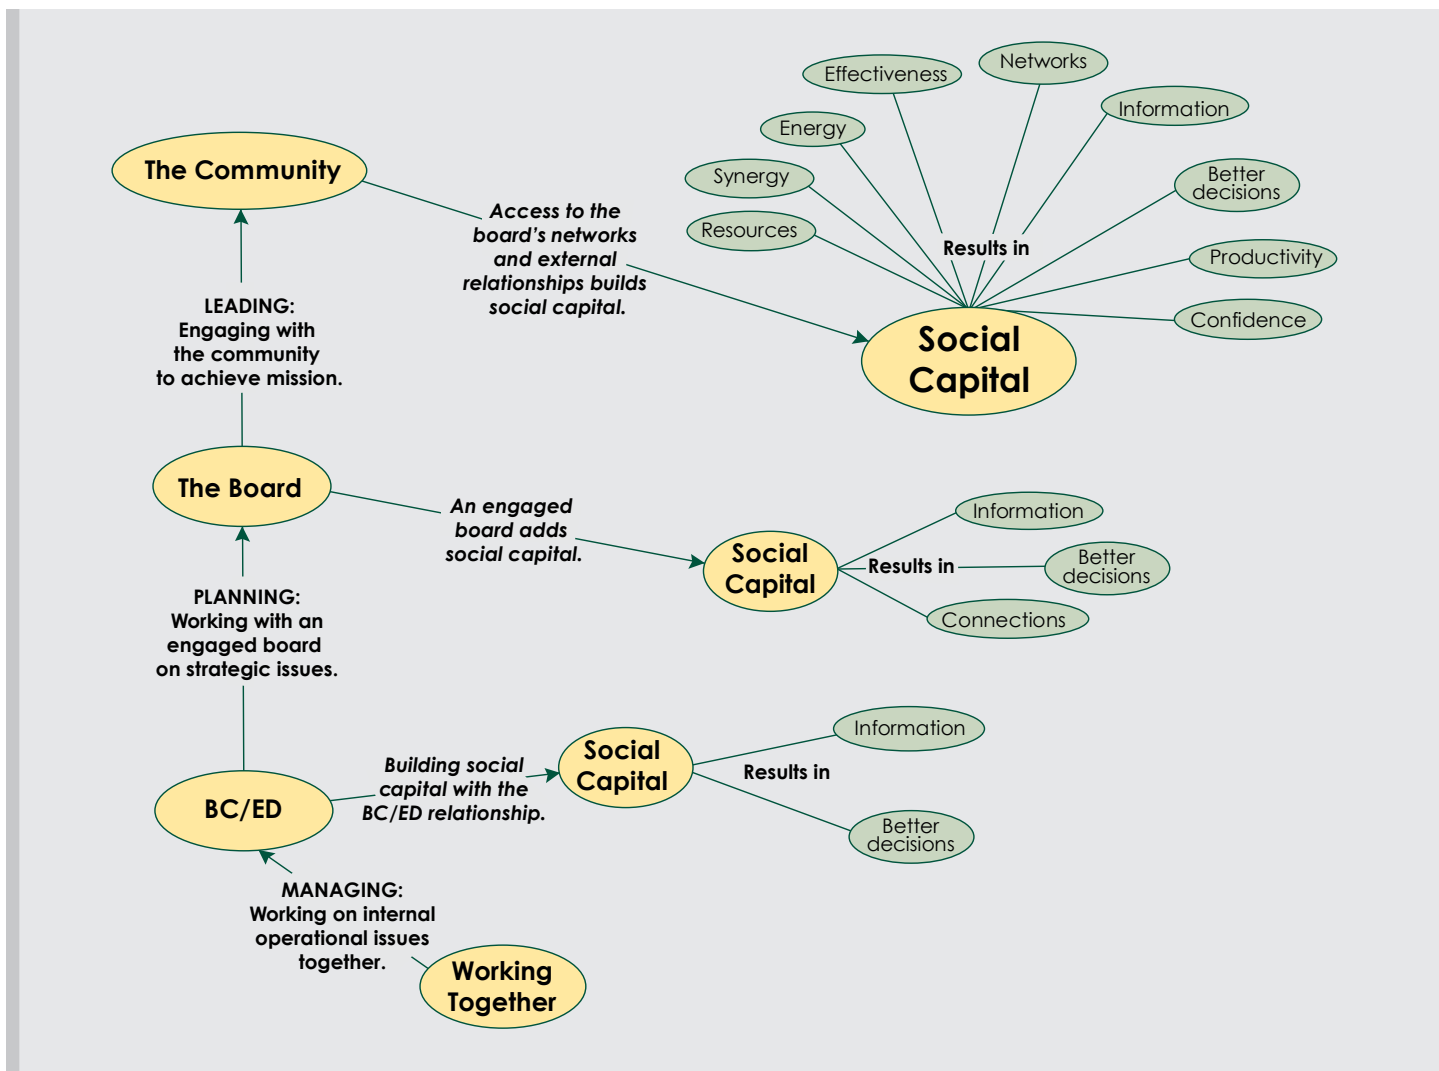 Effectiveness
Networks
Information
Energy
The Community
Synergy
Better
decisions
Resources
Access to the
board's networks
and external
relationships builds
social capital.
Results in
Productivity
Confidence
Social
Capital
LEADING:
Engaging with
the community
to achieve mission.
The Board
An engaged
board adds
social capital.
Social
Capital
Results in
Information
Better
decisions
Connections
PLANNING:
Working with an
engaged board
on strategic issues.
BC/ED
Building social
capital with the
BC/ED relationship.
Social
Capital
Results in
Information
Better
decisions
MANAGING:
Working on internal
operational issues
together.
Working
Together